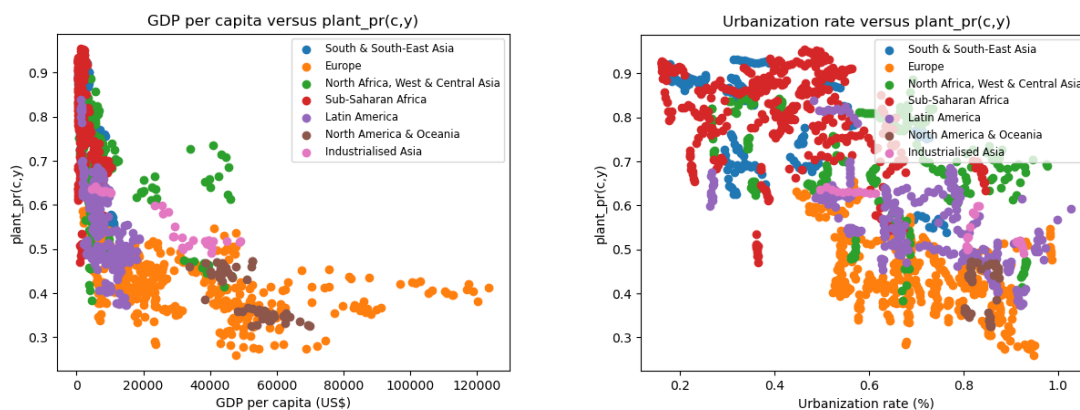 GDP per capita versus plant_pr(c,y)
plant_pr(c,y)
0.9
0.8
0.7
0.6
0.5
0.4
0.3
South & South-East Asia
Europe
North Africa, West & Central Asia
Sub-Saharan Africa
Latin America
North America & Oceania
Industrialised Asia
0 20000 40000 60000 80000 100000 120000
GDP per capita (US$)
Urbanization rate versus plant_pr(c,y)
plant_pr(c,y)
0.9
0.8
0.7
0.6
0.5
0.4
0.3
South & South-East Asia
Europe
North Africa, West & Central Asia
Sub-Saharan Africa
Latin America
North America & Oceania
Industrialised Asia
0.2 0.4 0.6 0.8 1.0
Urbanization rate (%)